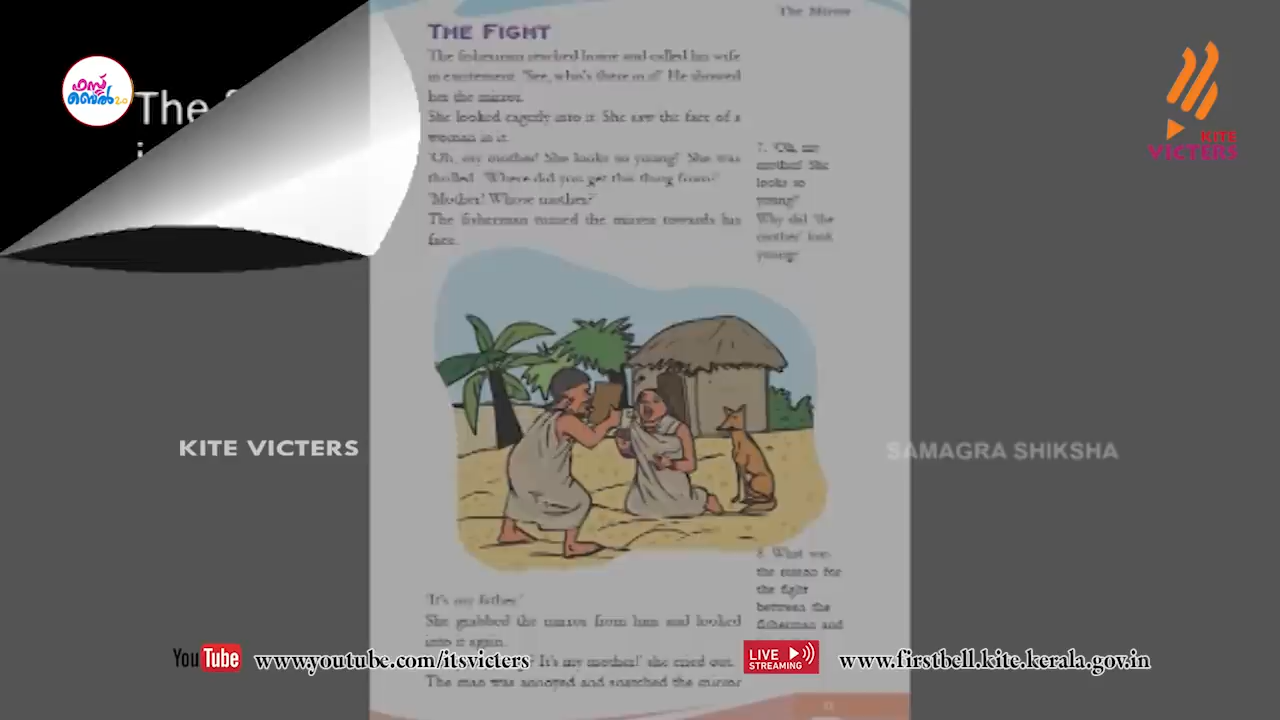 The Mirror
THE FIGHT
The fisherman reached home and called his wife
in excitement. 'See, who's there in it!' He showed
her the mirror.
She looked eagerly into it. She saw the face of a
woman in it.
'Oh, my mother! She looks so young!' She was
thrilled. 'Where did you get this thing from?'
'Mother! Whose mother?'
The fisherman turned the mirror towards his
face.
7. 'Oh, my
mother! She
looks so
young!'
Why did 'the
mother' look
young?
ഫസ്റ്റ്
ബെൽ 2.0
The
KITE
VICTERS
KITE VICTERS
SAMAGRA SHIKSHA
8. What was
the reason for
the fight
between the
fisherman and
'It's my father.'
She grabbed the mirror from him and looked
into it again.
It's my mother!' she cried out.
The man was annoyed and snatched the mirror
YouTube www.youtube.com/itsvicters
LIVE STREAMING www.firstbell.kite.kerala.gov.in